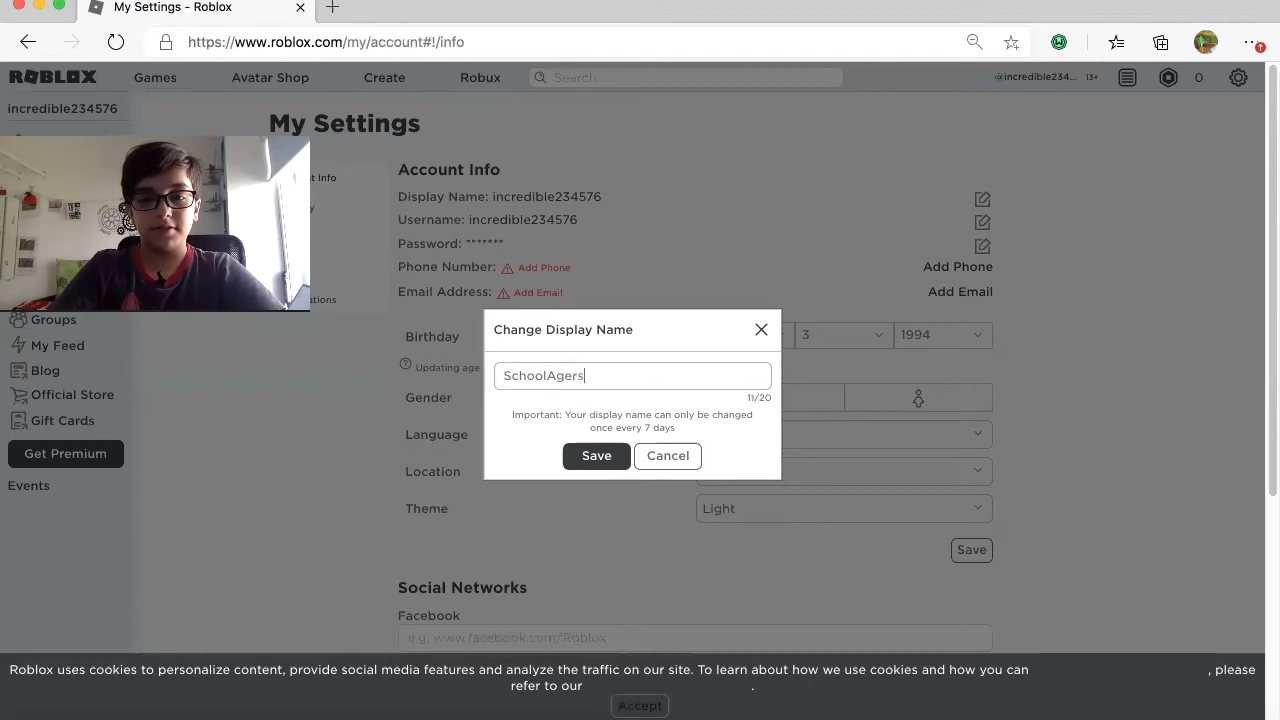 My Settings - Roblox
https://www.roblox.com/my/account#!/info
ROBLOX
Games
Avatar Shop
Create
Robux
Search...
@incredible234... 13+
0
incredible234576
My Settings
nt Info
Account Info
Display Name: incredible234576
Username: incredible234576
Password: *******
Phone Number: Add Phone
Add Phone
Email Address: Add Email
Add Email
ations
Groups
My Feed
Blog
Official Store
Gift Cards
Get Premium
Events
Birthday
3
1994
Updating age
Gender
Language
Location
Theme
Light
Save
Change Display Name
SchoolAgers
11/20
Important: Your display name can only be changed
once every 7 days
Save
Cancel
Social Networks
Facebook
e.g, www.facebook.com/Roblox
Roblox uses cookies to personalize content, provide social media features and analyze the traffic on our site. To learn about how we use cookies and how you can , please
refer to our .
Accept